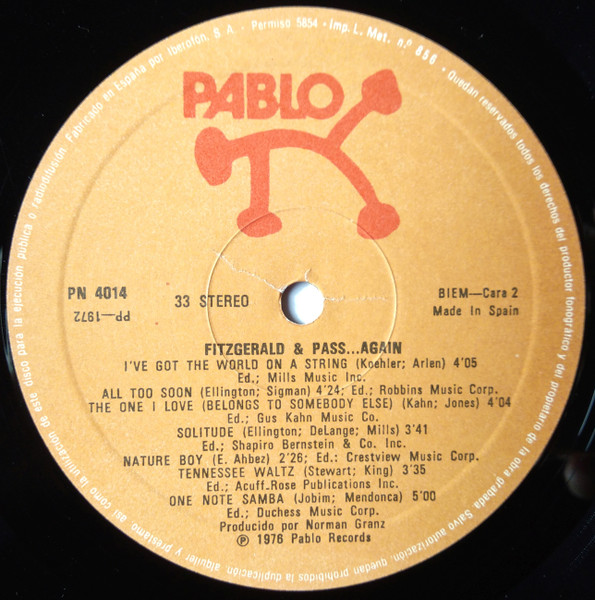 Fabricado en España por Iberofón, S. A. - Permiso 5854 - Imp. L. Met. n.º 856 - Quedan reservados todos los derechos del productor fonográfico y del propietario de la obra grabada. Salvo autorización, quedan prohibidos la duplicación, alquiler y préstamo, así como la utilización de este disco para la ejecución pública o radiodifusión.
PABLO
PN 4014
PP—1972
33 STEREO
BIEM—Cara 2
Made In Spain
FITZGERALD & PASS...AGAIN
I'VE GOT THE WORLD ON A STRING (Koehler; Arlen) 4'05
Ed.; Mills Music Inc.
ALL TOO SOON (Ellington; Sigman) 4'24; Ed.; Robbins Music Corp.
THE ONE I LOVE (BELONGS TO SOMEBODY ELSE) (Kahn; Jones) 4'04
Ed.; Gus Kahn Music Co.
SOLITUDE (Ellington; DeLange; Mills) 3'41
Ed.; Shapiro Bernstein & Co. Inc.
NATURE BOY (E. Ahbez) 2'26; Ed.; Crestview Music Corp.
TENNESSEE WALTZ (Stewart; King) 3'35
Ed.; Acuff.Rose Publications Inc.
ONE NOTE SAMBA (Jobim; Mendonca) 5'00
Ed.; Duchess Music Corp.
Producido por Norman Granz
℗ 1976 Pablo Records